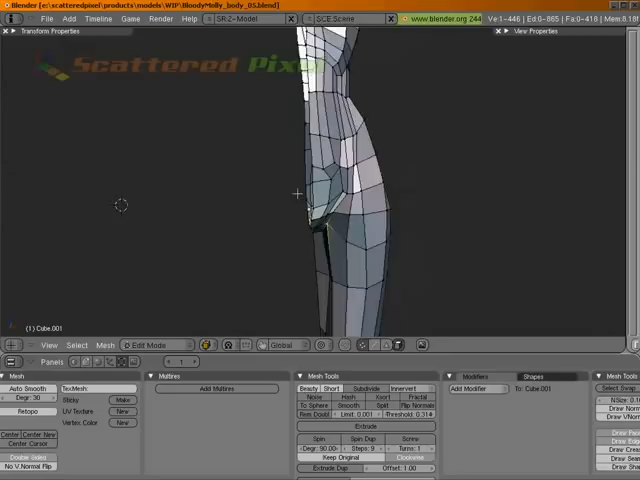 Blender [e:\scatteredpixel\products\models\WIP\BloodyMolly_body_05.blend]
File Add Timeline Game Render Help SR:2-Model SCE:Scene www.blender.org 244 Ve:1-446 | Ed:0-865 | Fa:0-418 | Mem:8.18
Transform Properties View Properties
Scattered Pixel
(1) Cube.001
View Select Mesh Edit Mode Global
Panels 1
Mesh Multires Mesh Tools Modifiers Shapes Mesh Tools
Auto Smooth TexMesh: Add Multires Beauty Short Subdivide Innervert Add Modifier To: Cube.001 Select Swap
Degr: 30 Sticky Make Noise Hash Xsort Fractal
Retopo UV Texture New To Sphere Smooth Split Flip Normals Draw Norm
Vertex Color New Rem Doubl Limit: 0.001 Draw VNor
Center Center New Extrude
Center Cursor Spin Spin Dup Screw
Double Sided Degr: 90.00 Steps: 9 Turns: 1
No V.Normal Flip Keep Original Clockwise
Extrude Dup Offset: 1.00